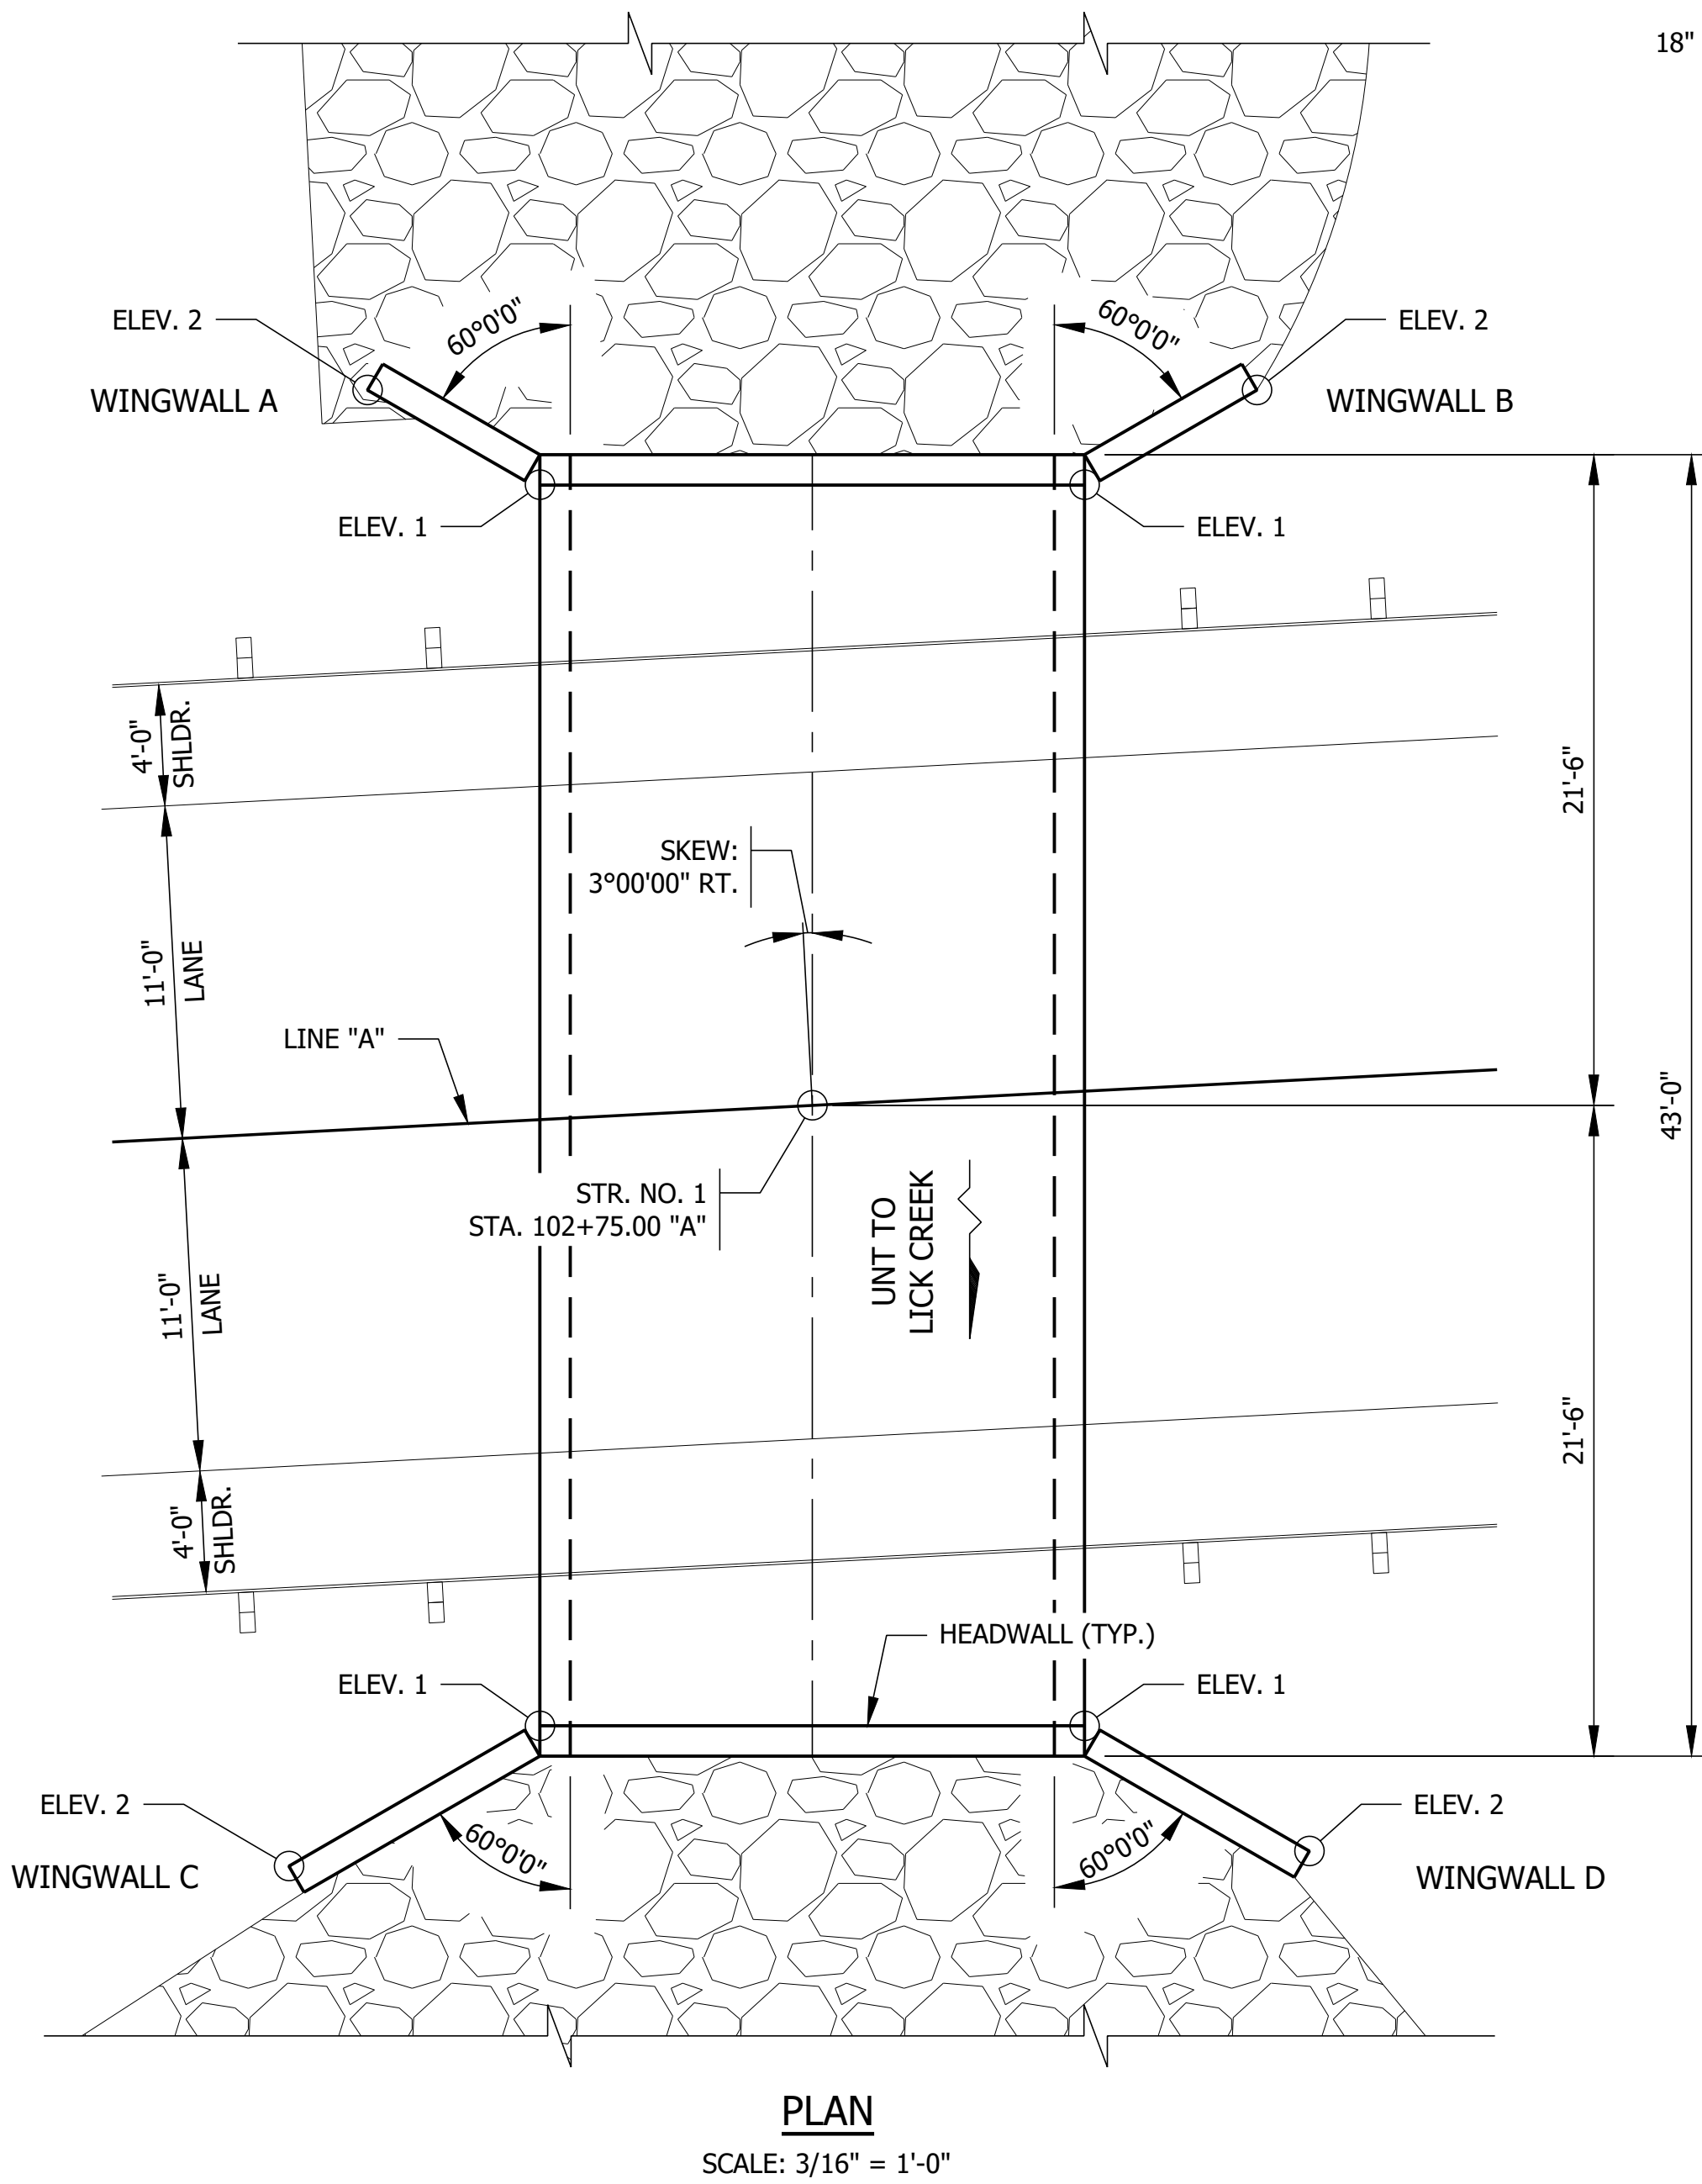 18"
ELEV. 2
60°0'0"
60°0'0"
ELEV. 2
WINGWALL A
WINGWALL B
ELEV. 1
ELEV. 1
4'-0"
SHLDR.
21'-6"
SKEW:
3°00'00" RT.
11'-0"
LANE
LINE "A"
43'-0"
STR. NO. 1
STA. 102+75.00 "A"
UNT TO
LICK CREEK
11'-0"
LANE
21'-6"
4'-0"
SHLDR.
HEADWALL (TYP.)
ELEV. 1
ELEV. 1
ELEV. 2
60°0'0"
60°0'0"
ELEV. 2
WINGWALL C
WINGWALL D
PLAN
SCALE: 3/16" = 1'-0"